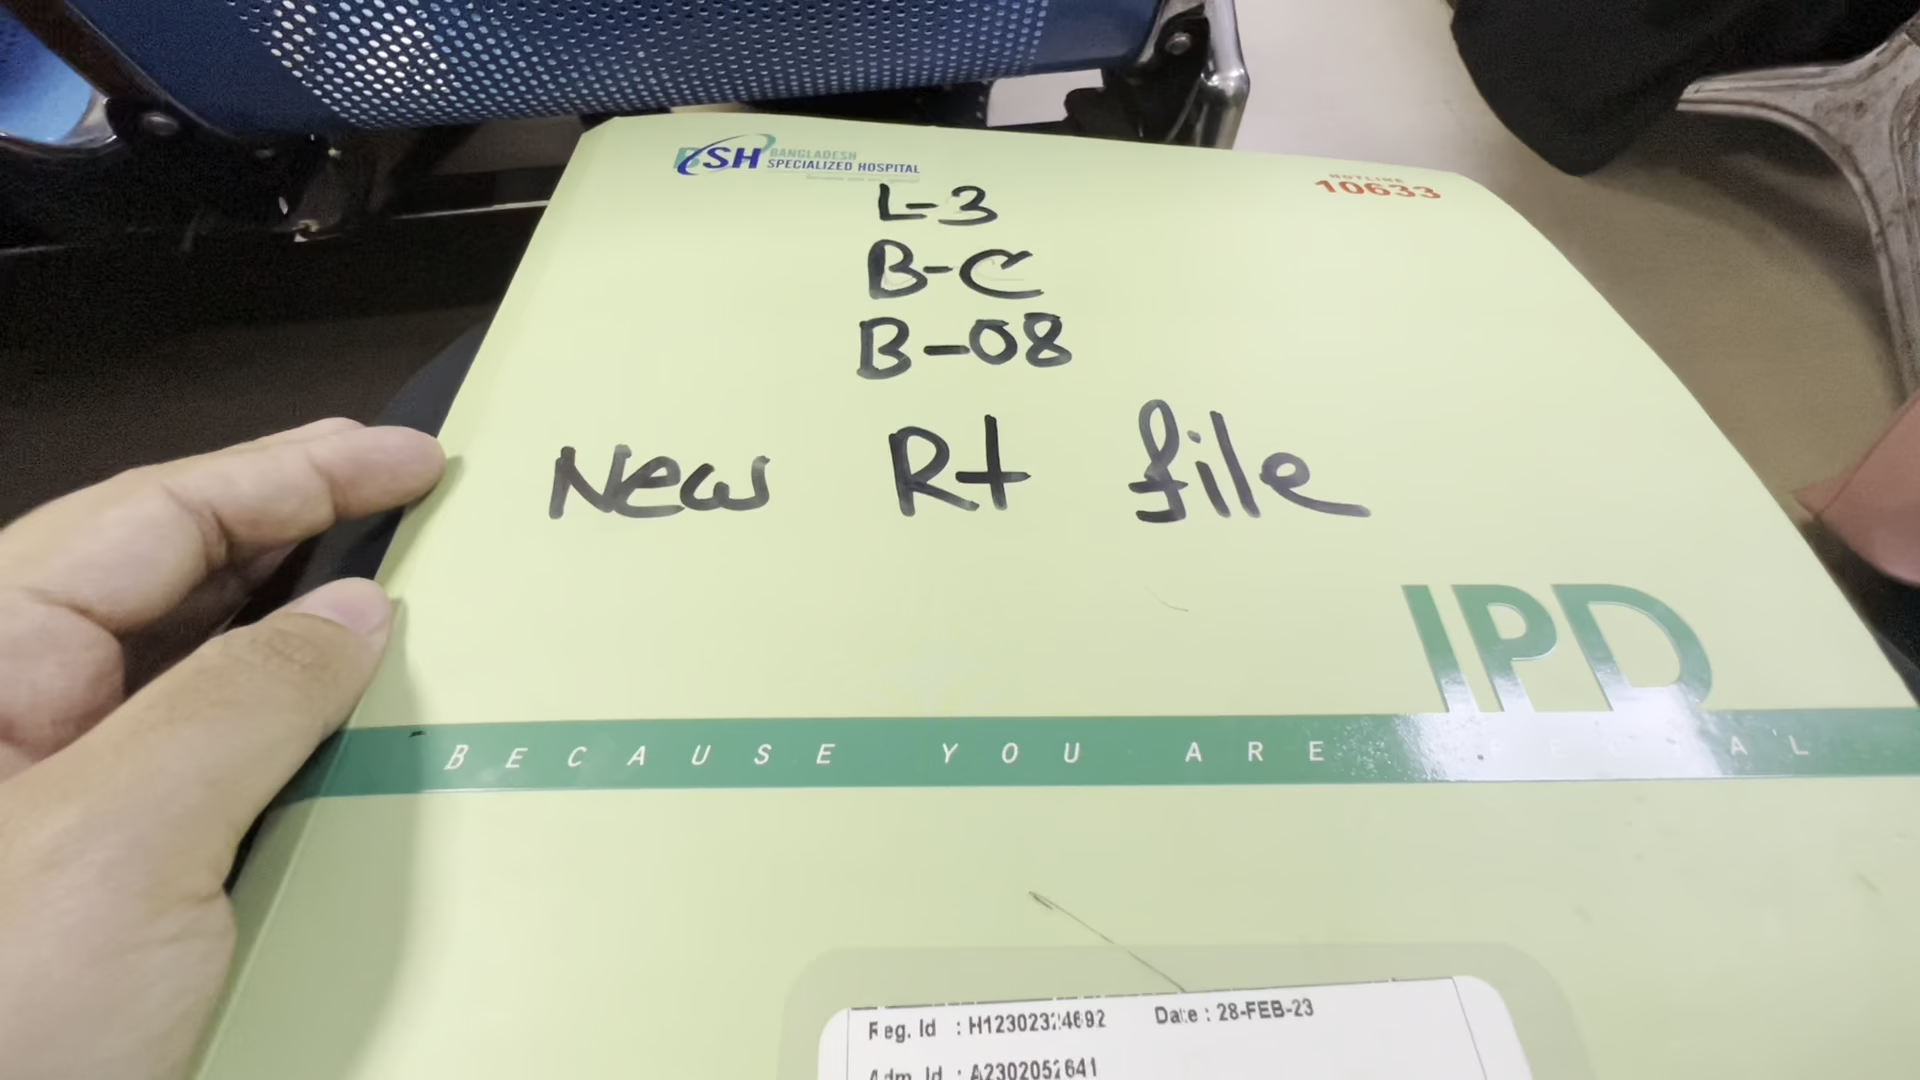 BSH BANGLADESH
SPECIALIZED HOSPITAL
HOTLINE
10633
L-3
B-C
B-08
New Rt file
IPD
BECAUSE YOU ARE SPECIAL
Reg. Id : H12302324692 Date : 28-FEB-23
Adm. Id : A2302052641